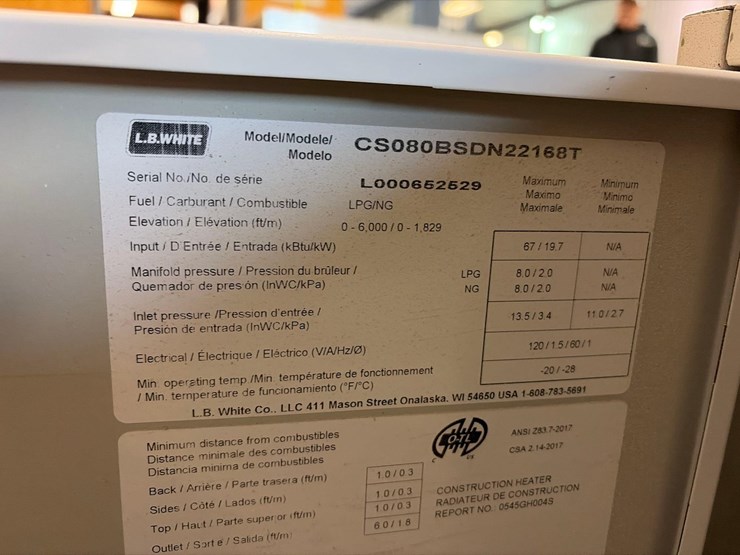 L.B.WHITE Model/Modele/ Modelo CS080BSDN22168T
Serial No./No. de série L000652529 Maximum Maximo Maximale Minimum Minimo Minimale
Fuel / Carburant / Combustible LPG/NG
Elevation / Elévation (ft/m) 0 - 6,000 / 0 - 1,829
Input / D'Entrée / Entrada (kBtu/kW) 67 / 19.7 N/A
Manifold pressure / Pression du brûleur / LPG 8.0 / 2.0 N/A
Quemador de presión (InWC/kPa) NG 8.0 / 2.0 N/A
Inlet pressure /Pression d'entrée / 13.5 / 3.4 11.0 / 2.7
Presión de entrada (InWC/kPa)
Electrical / Électrique / Eléctrico (V/A/Hz/Ø) 120 / 1.5 / 60 / 1
Min. operating temp./Min. température de fonctionnement -20 / -28
/ Min. temperature de funcionamiento (°F/°C)
L.B. White Co., LLC 411 Mason Street Onalaska, WI 54650 USA 1-608-783-5691
Minimum distance from combustibles
Distance minimale des combustibles
Distancia minima de combustibles
Back / Arrière / Parte trasera (ft/m) 1.0 / 0.3
Sides / Côté / Lados (ft/m) 1.0 / 0.3
Top / Haut / Parte superior (ft/m) 1.0 / 0.3
Outlet / Sortie / Salida (ft/m) 6.0 / 1.8
O-TL
C US
ANSI Z83.7-2017
CSA 2.14-2017
CONSTRUCTION HEATER
RADIATEUR DE CONSTRUCTION
REPORT NO. 0545GH004S